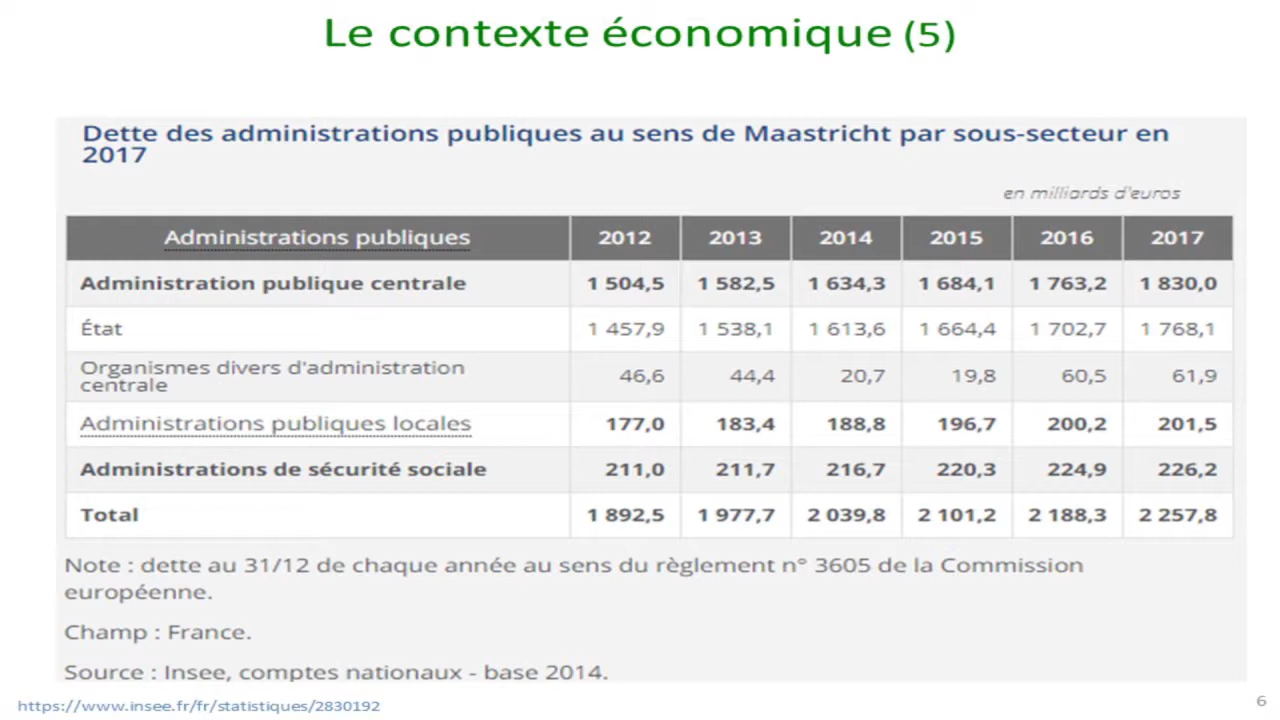 Le contexte économique (5)
Dette des administrations publiques au sens de Maastricht par sous-secteur en
2017
en milliards d'euros
Administrations publiques 2012 2013 2014 2015 2016 2017
Administration publique centrale 1 504,5 1 582,5 1 634,3 1 684,1 1 763,2 1 830,0
État 1 457,9 1 538,1 1 613,6 1 664,4 1 702,7 1 768,1
Organismes divers d'administration
centrale 46,6 44,4 20,7 19,8 60,5 61,9
Administrations publiques locales 177,0 183,4 188,8 196,7 200,2 201,5
Administrations de sécurité sociale 211,0 211,7 216,7 220,3 224,9 226,2
Total 1 892,5 1 977,7 2 039,8 2 101,2 2 188,3 2 257,8
Note : dette au 31/12 de chaque année au sens du règlement n° 3605 de la Commission
européenne.
Champ : France.
Source : Insee, comptes nationaux - base 2014.
https://www.insee.fr/fr/statistiques/2830192
6